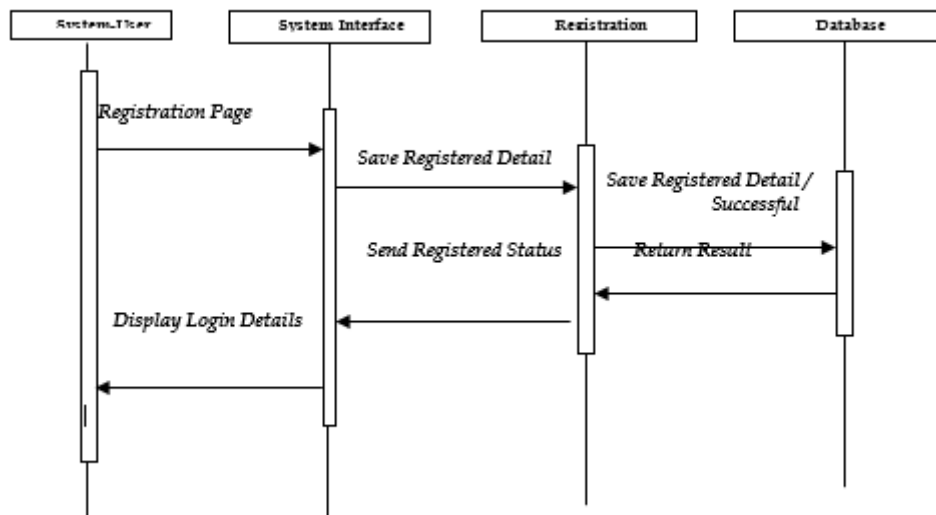 System-User
System Interface
Registration
Database
Registration Page
Save Registered Detail
Save Registered Detail /
Successful
Send Registered Status
Return Result
Display Login Details